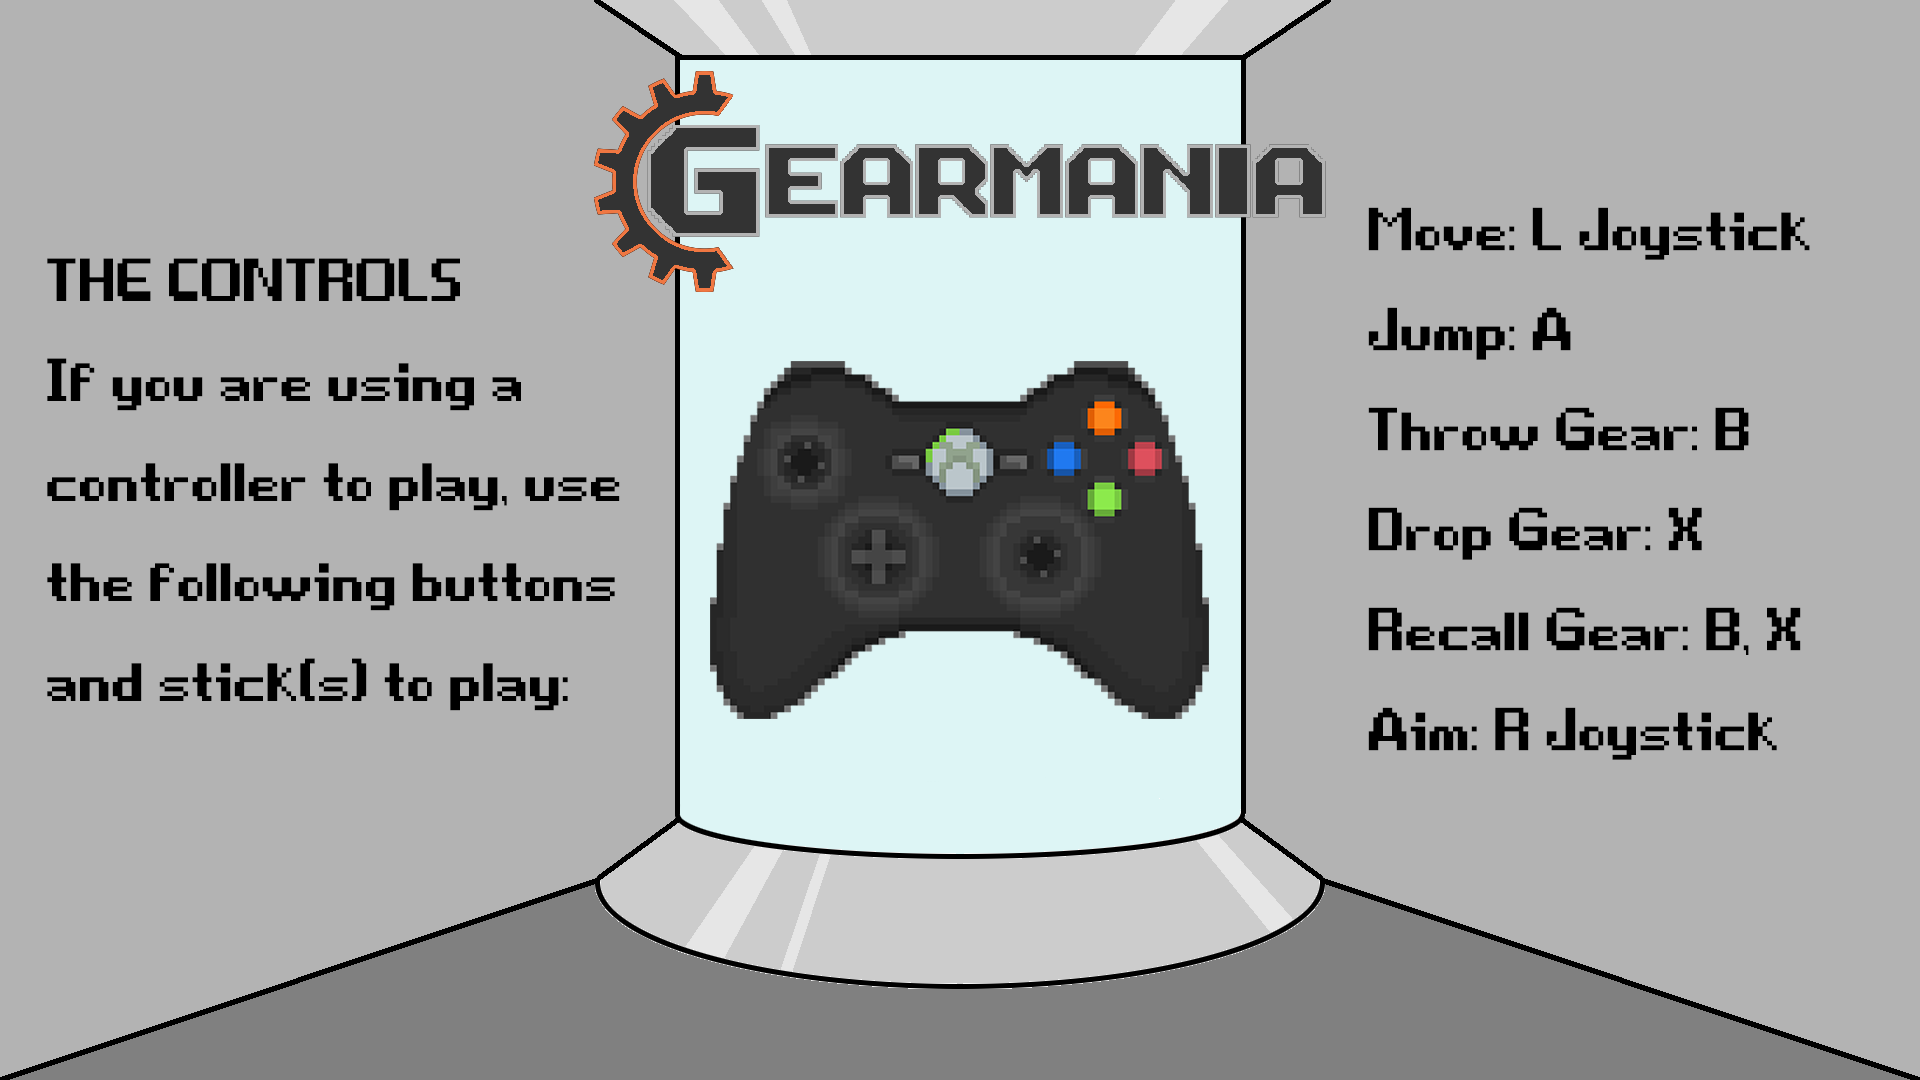 GEARMANIA
THE CONTROLS
If you are using a
controller to play, use
the following buttons
and stick(s) to play:
Move: L Joystick
Jump: A
Throw Gear: B
Drop Gear: X
Recall Gear: B, X
Aim: R Joystick